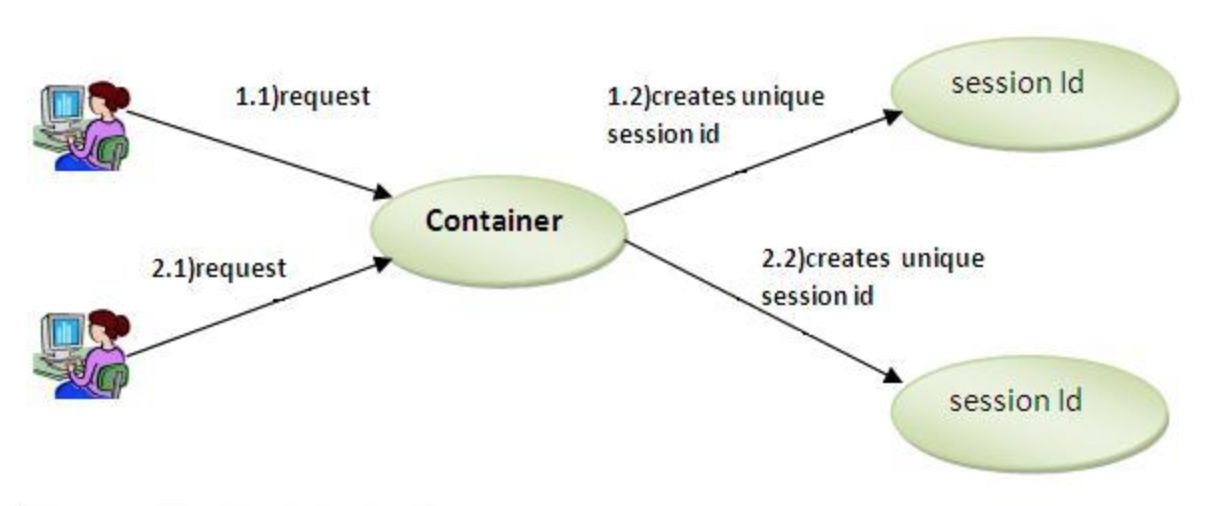 1.1)request
1.2)creates unique
session id
session Id
Container
2.1)request
2.2)creates unique
session id
session Id